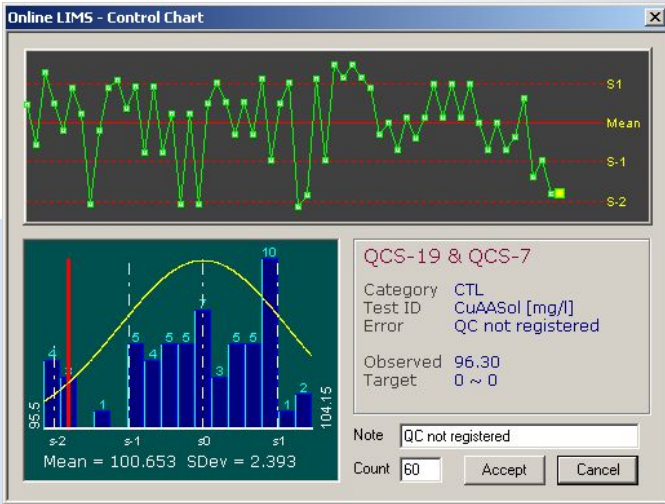 Online LIMS - Control Chart
S1
Mean
S-1
S-2
10
7
5 5 5 5 5
4 4
3
2
1 1
95.5
104.15
s-2 s-1 s0 s1
Mean = 100.653 SDev = 2.393
QCS-19 & QCS-7
Category CTL
Test ID CuAASol [mg/l]
Error QC not registered
Observed 96.30
Target 0 ~ 0
Note QC not registered
Count 60 Accept Cancel